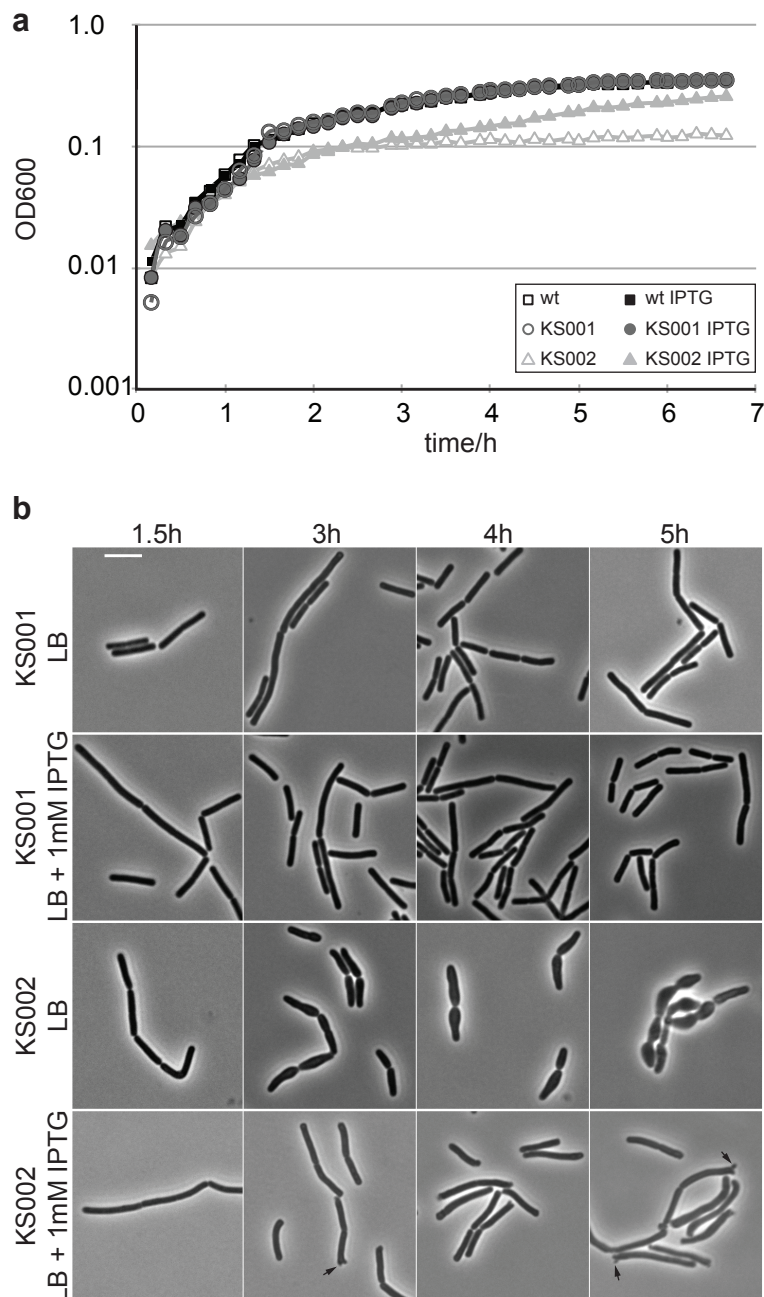 a
1.0
0.1
0.01
0.001
OD600
0 1 2 3 4 5 6 7
time/h
wt wt IPTG
KS001 KS001 IPTG
KS002 KS002 IPTG
b
1.5h 3h 4h 5h
KS001
LB
KS001
LB + 1mM IPTG
KS002
LB
KS002
LB + 1mM IPTG